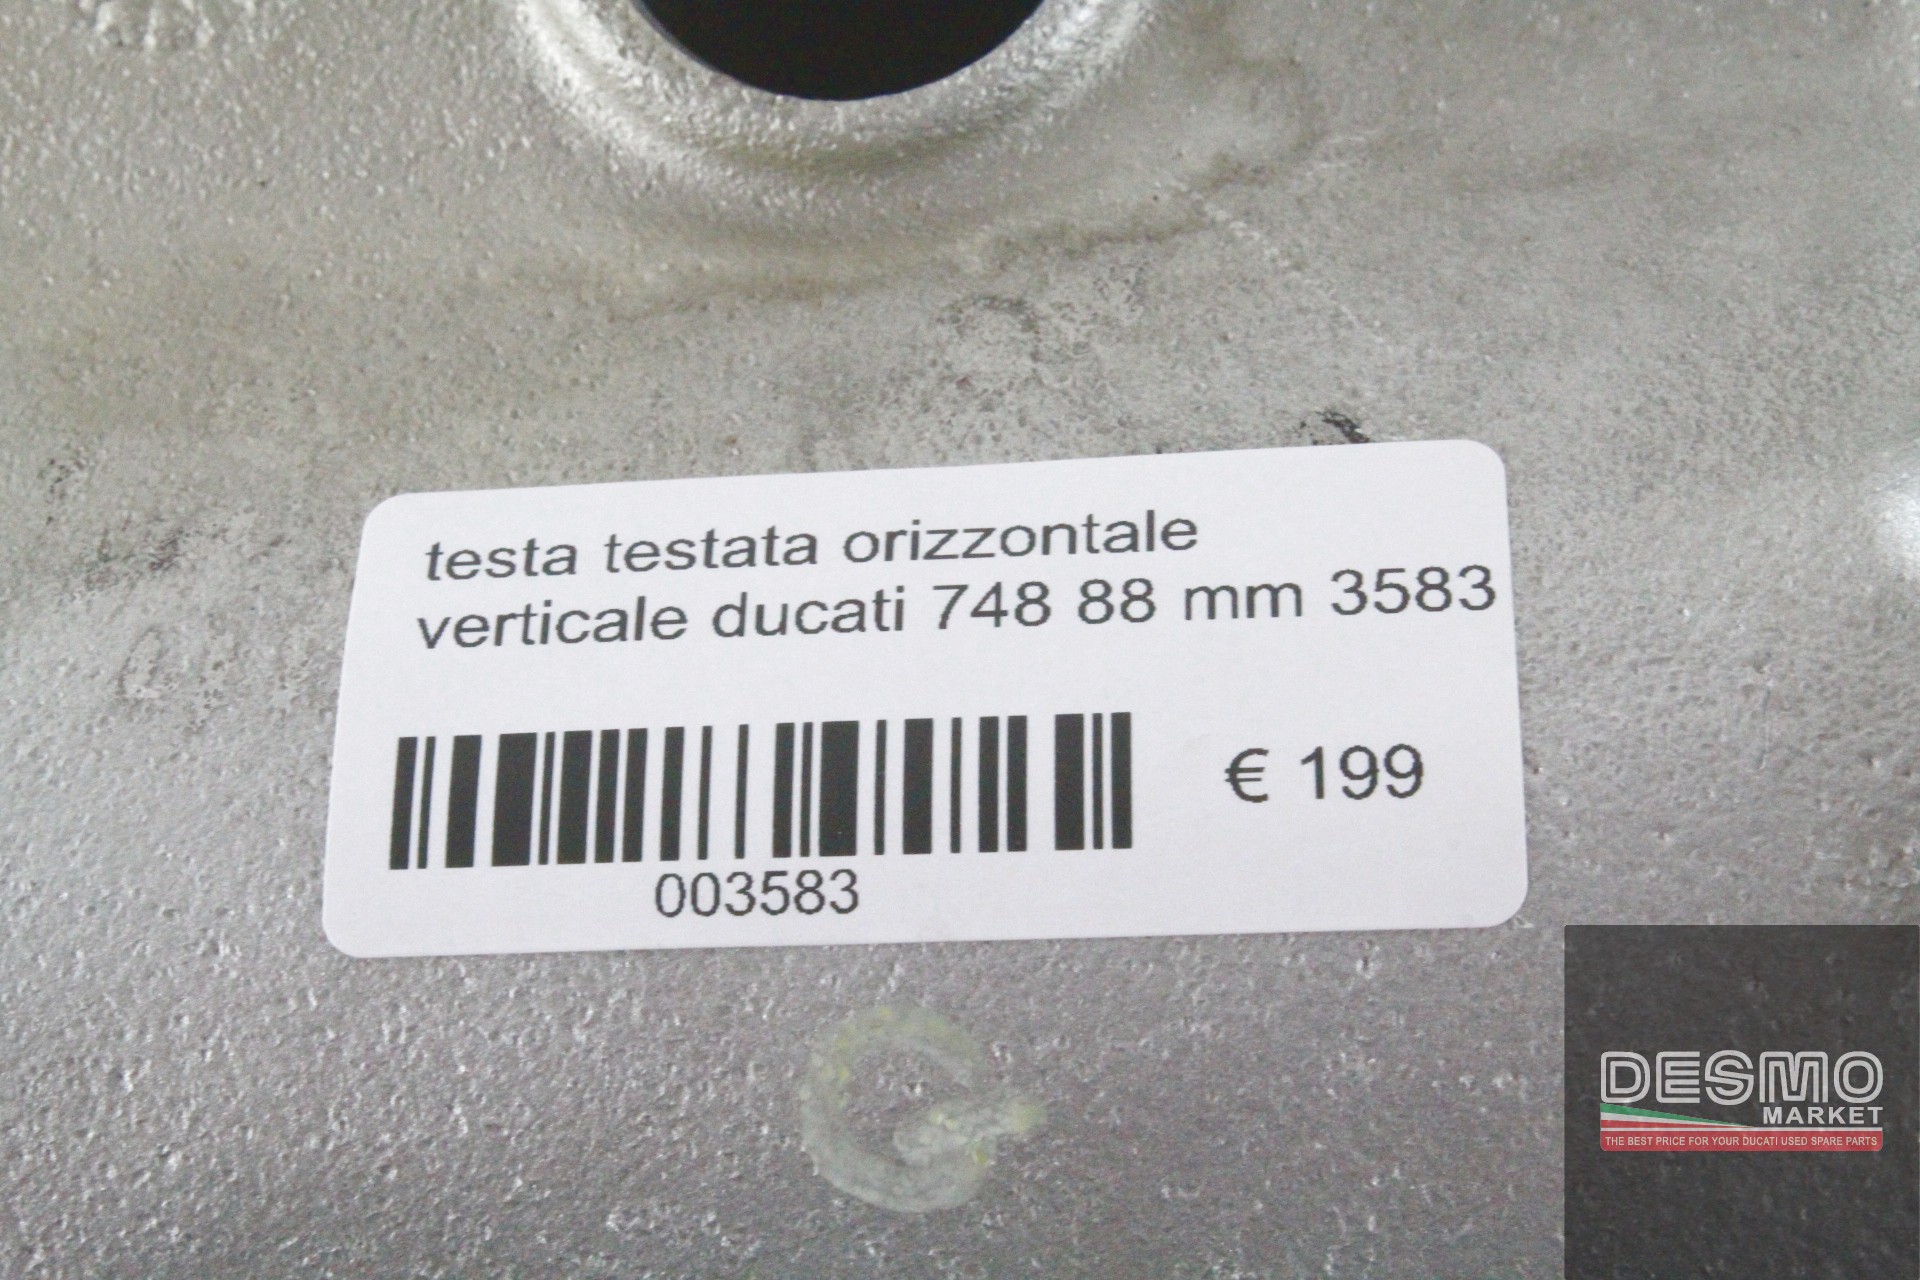 testa testata orizzontale
verticale ducati 748 88 mm 3583
€ 199
003583
G
DESMO
MARKET
THE BEST PRICE FOR YOUR DUCATI USED SPARE PARTS